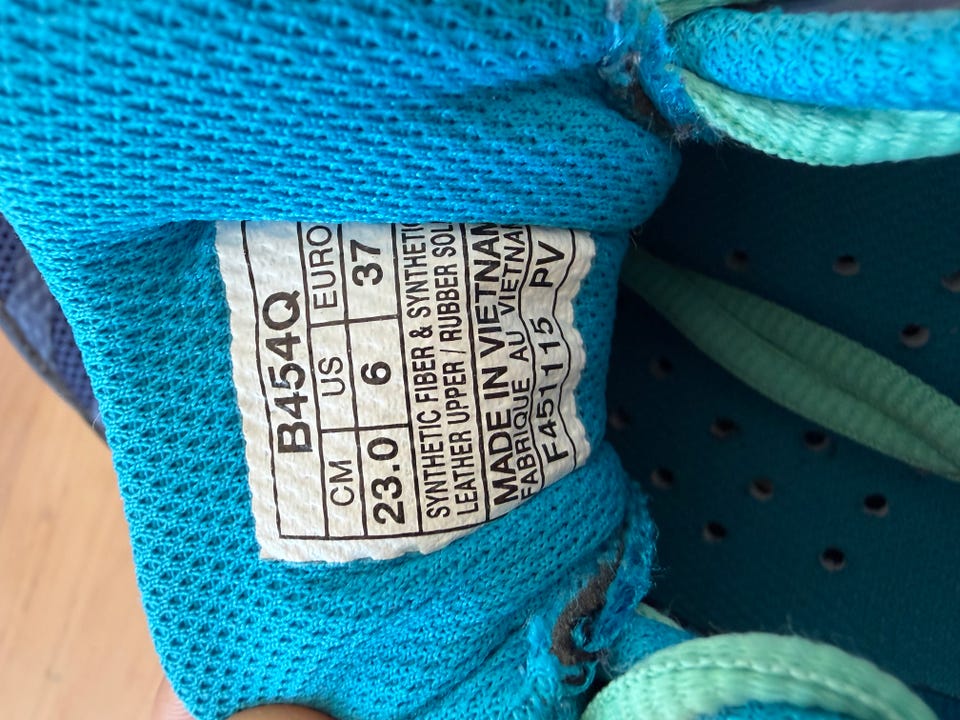 B454Q
CM US EURO
23.0 6 37
SYNTHETIC FIBER & SYNTHETIC
LEATHER UPPER / RUBBER SOL
MADE IN VIETNAM
FABRIQUE AU VIETNAM
F451115 PV